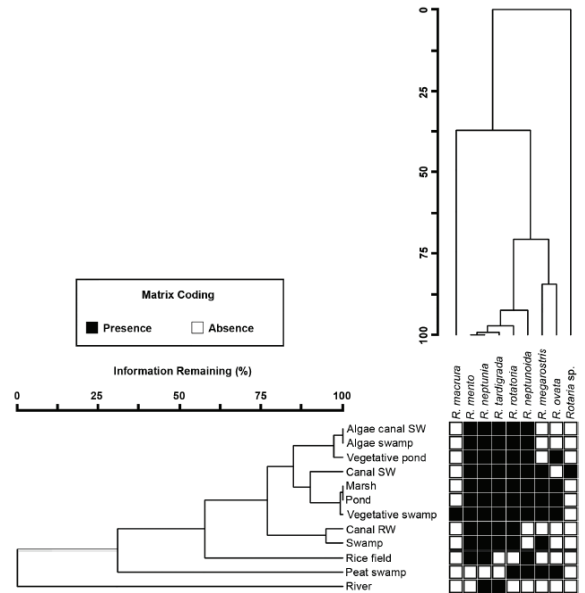 0
25
50
75
100
Matrix Coding
Presence Absence
Information Remaining (%)
0 25 50 75 100
R. macrura
R. mento
R. neptunia
R. tardigrada
R. rotatoria
R. neptunoida
R. megarostris
R. ovata
Rotaria sp.
Algae canal SW
Algae swamp
Vegetative pond
Canal SW
Marsh
Pond
Vegetative swamp
Canal RW
Swamp
Rice field
Peat swamp
River